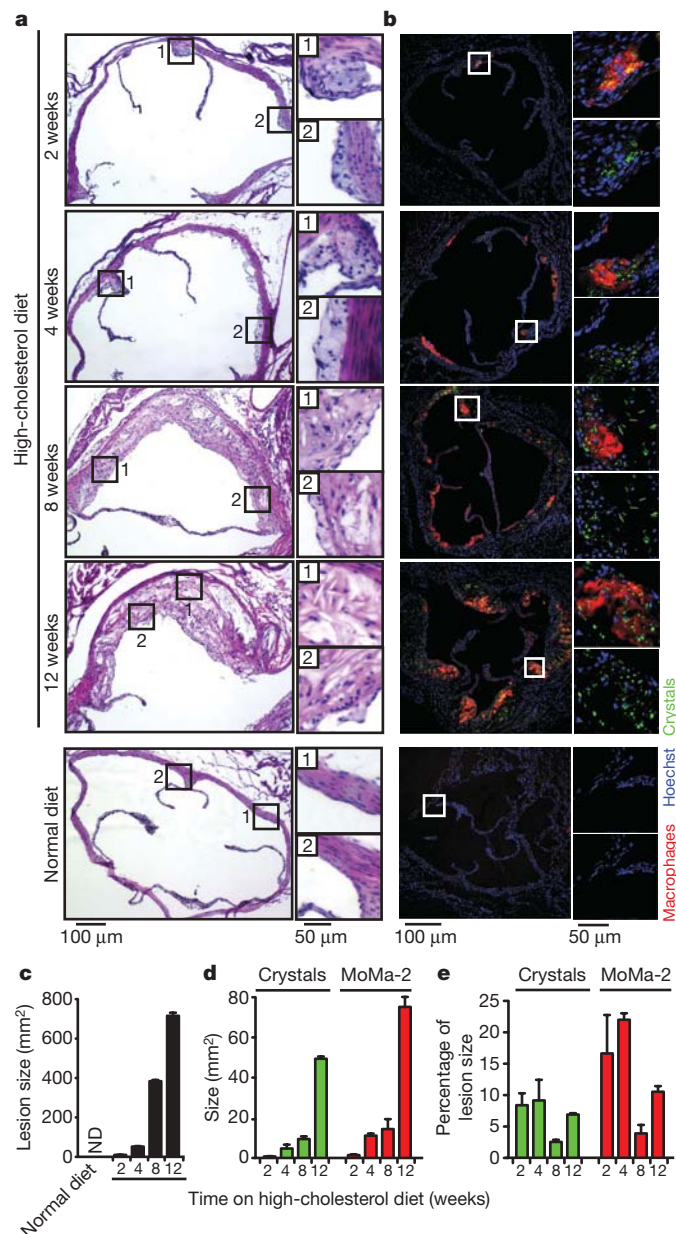 a
b
High-cholesterol diet
2 weeks
1
2
1
2
4 weeks
1
2
1
2
8 weeks
1
2
1
2
12 weeks
1
2
1
2
Normal diet
2
1
1
2
Macrophages Hoechst Crystals
100 μm
50 μm
100 μm
50 μm
c
Lesion size (mm²)
800
600
400
200
0
ND
Normal diet
2 4 8 12
d
Crystals MoMa-2
Size (mm²)
80
60
40
20
0
2 4 8 12 2 4 8 12
e
Crystals MoMa-2
Percentage of
lesion size
25
20
15
10
5
0
2 4 8 12 2 4 8 12
Time on high-cholesterol diet (weeks)